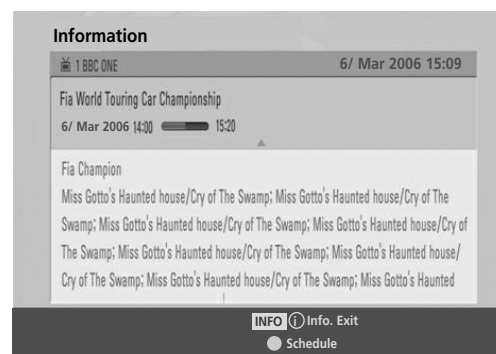 Information
1 BBC ONE 6/ Mar 2006 15:09
Fia World Touring Car Championship
6/ Mar 2006 14:00 15:20
Fia Champion
Miss Gotto's Haunted house/Cry of The Swamp; Miss Gotto's Haunted house/Cry of The
Swamp; Miss Gotto's Haunted house/Cry of The Swamp; Miss Gotto's Haunted house/Cry of
The Swamp; Miss Gotto's Haunted house/Cry of The Swamp; Miss Gotto's Haunted house/
Cry of The Swamp; Miss Gotto's Haunted house/Cry of The Swamp; Miss Gotto's Haunted
INFO i Info. Exit
Schedule